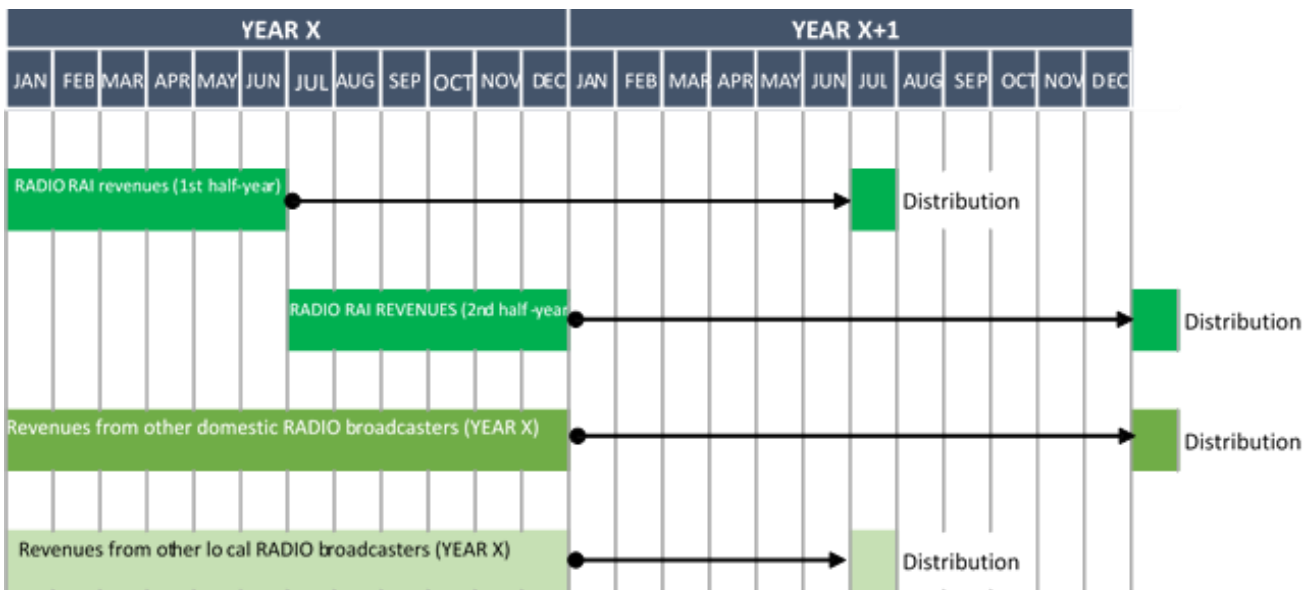 YEAR X YEAR X+1
JAN FEB MAR APR MAY JUN JUL AUG SEP OCT NOV DEC JAN FEB MAR APR MAY JUN JUL AUG SEP OCT NOV DEC
RADIO RAI revenues (1st half-year)
Distribution
RADIO RAI REVENUES (2nd half-year
Distribution
Revenues from other domestic RADIO broadcasters (YEAR X)
Distribution
Revenues from other lo cal RADIO broadcasters (YEAR X)
Distribution